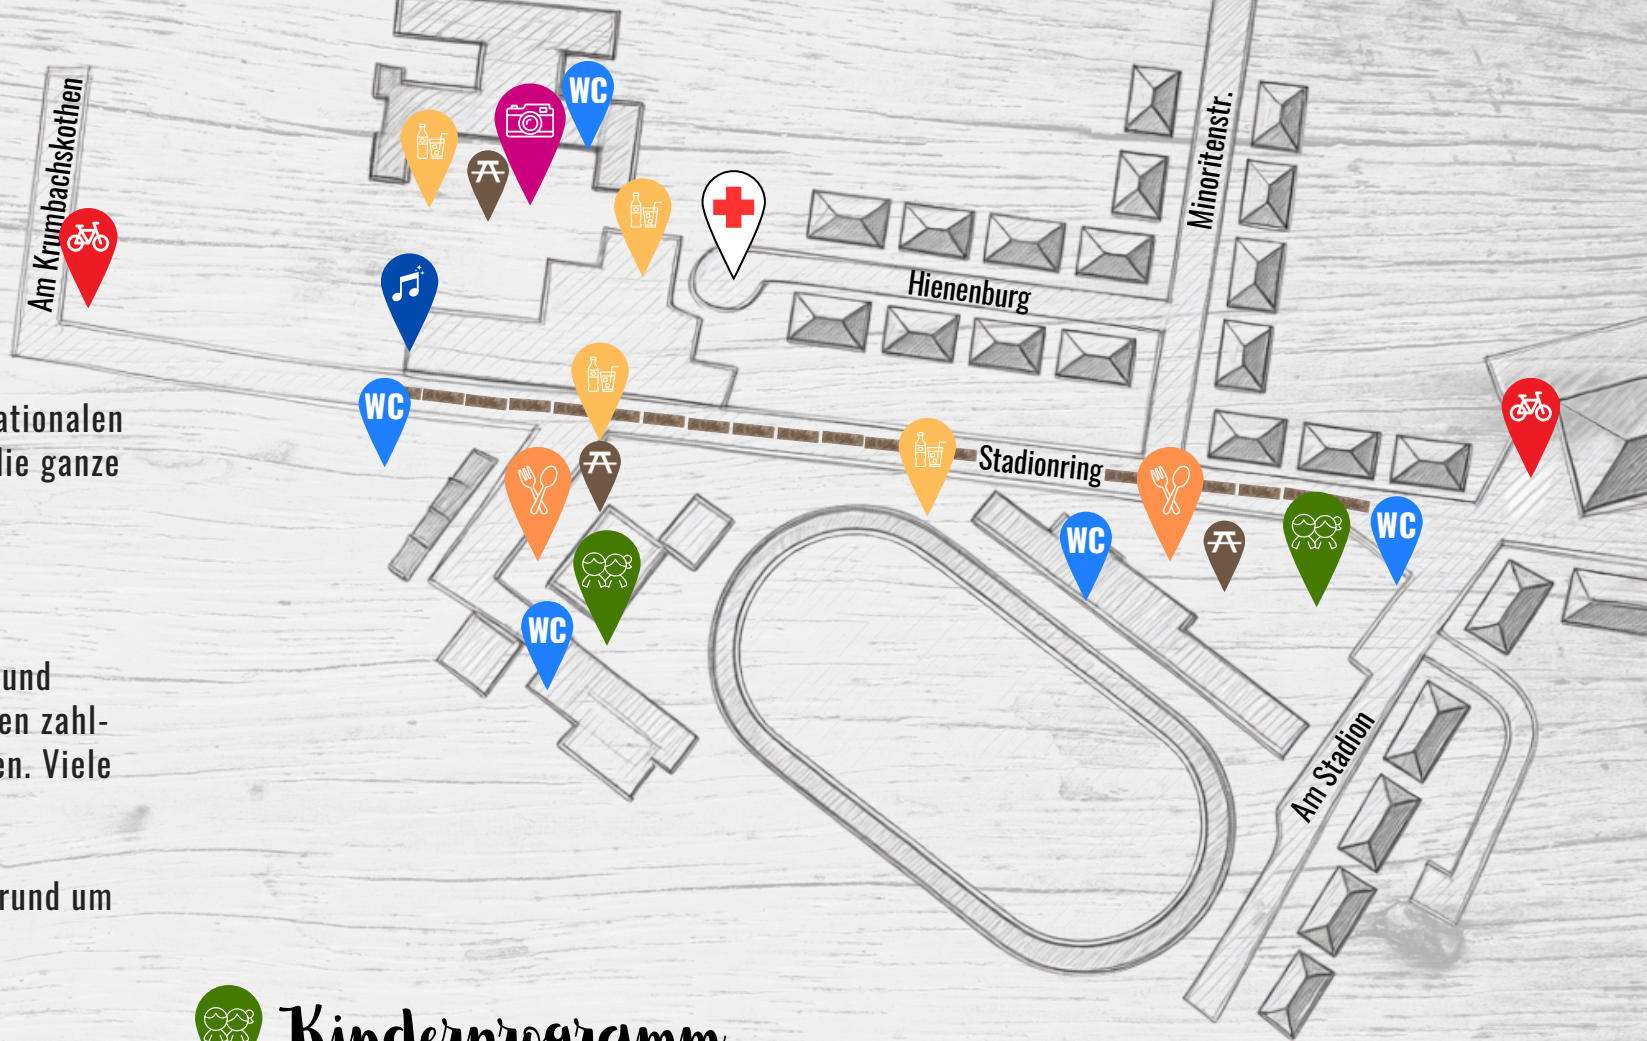 WC
Am Krumbachskothen
Minoritenstr.
Hienenburg
WC
ationalen
lie ganze
Stadionring
WC
WC
WC
und
en zahl-
en. Viele
Am Stadion
rund um
Kinderprogramm